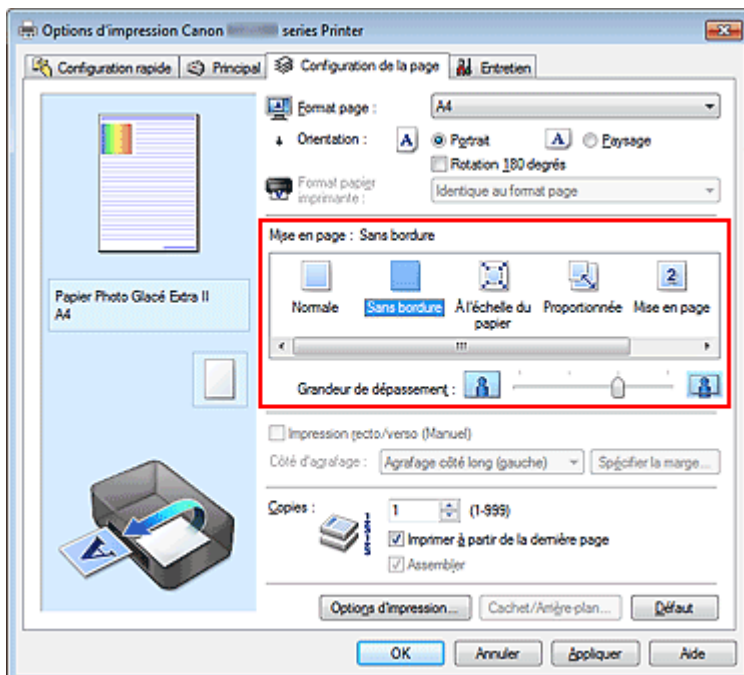 Options d'impression Canon series Printer
Configuration rapide Principal Configuration de la page Entretien
Format page : A4
Orientation : A Portrait A Paysage
Rotation 180 degrés
Format papier imprimante : Identique au format page
Mise en page : Sans bordure
2
Normale Sans bordure À l'échelle du papier Proportionnée Mise en page
Papier Photo Glacé Extra II
A4
Grandeur de dépassement :
Impression recto/verso (Manuel)
Côté d'agrafage : Agrafage côté long (gauche) Spécifier la marge...
Copies : 1 (1-999)
Imprimer à partir de la dernière page
Assembler
A
Options d'impression... Cachet/Arrière-plan... Défaut
OK Annuler Appliquer Aide